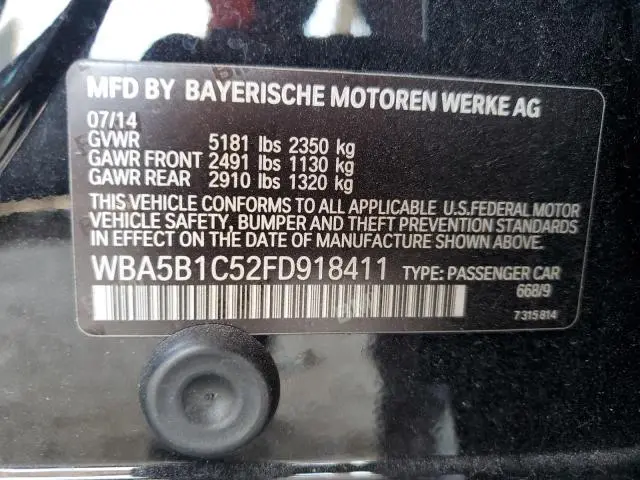 MFD BY BAYERISCHE MOTOREN WERKE AG
07/14
GVWR 5181 lbs 2350 kg
GAWR FRONT 2491 lbs 1130 kg
GAWR REAR 2910 lbs 1320 kg
THIS VEHICLE CONFORMS TO ALL APPLICABLE U.S.FEDERAL MOTOR
VEHICLE SAFETY, BUMPER AND THEFT PREVENTION STANDARDS
IN EFFECT ON THE DATE OF MANUFACTURE SHOWN ABOVE.
WBA5B1C52FD918411 TYPE: PASSENGER CAR
668/9
7315814